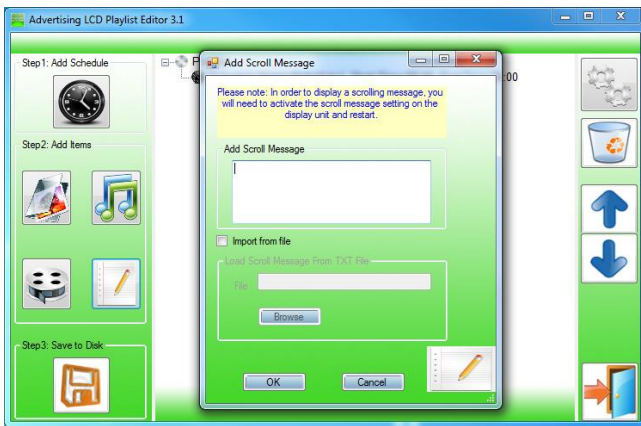 Advertising LCD Playlist Editor 3.1
Step1: Add Schedule
P
:00
Step2: Add Items
Step3: Save to Disk
Add Scroll Message
Please note: In order to display a scrolling message, you
will need to activate the scroll message setting on the
display unit and restart.
Add Scroll Message
Import from file
Load Scroll Message From TXT File
File
Browse
OK
Cancel